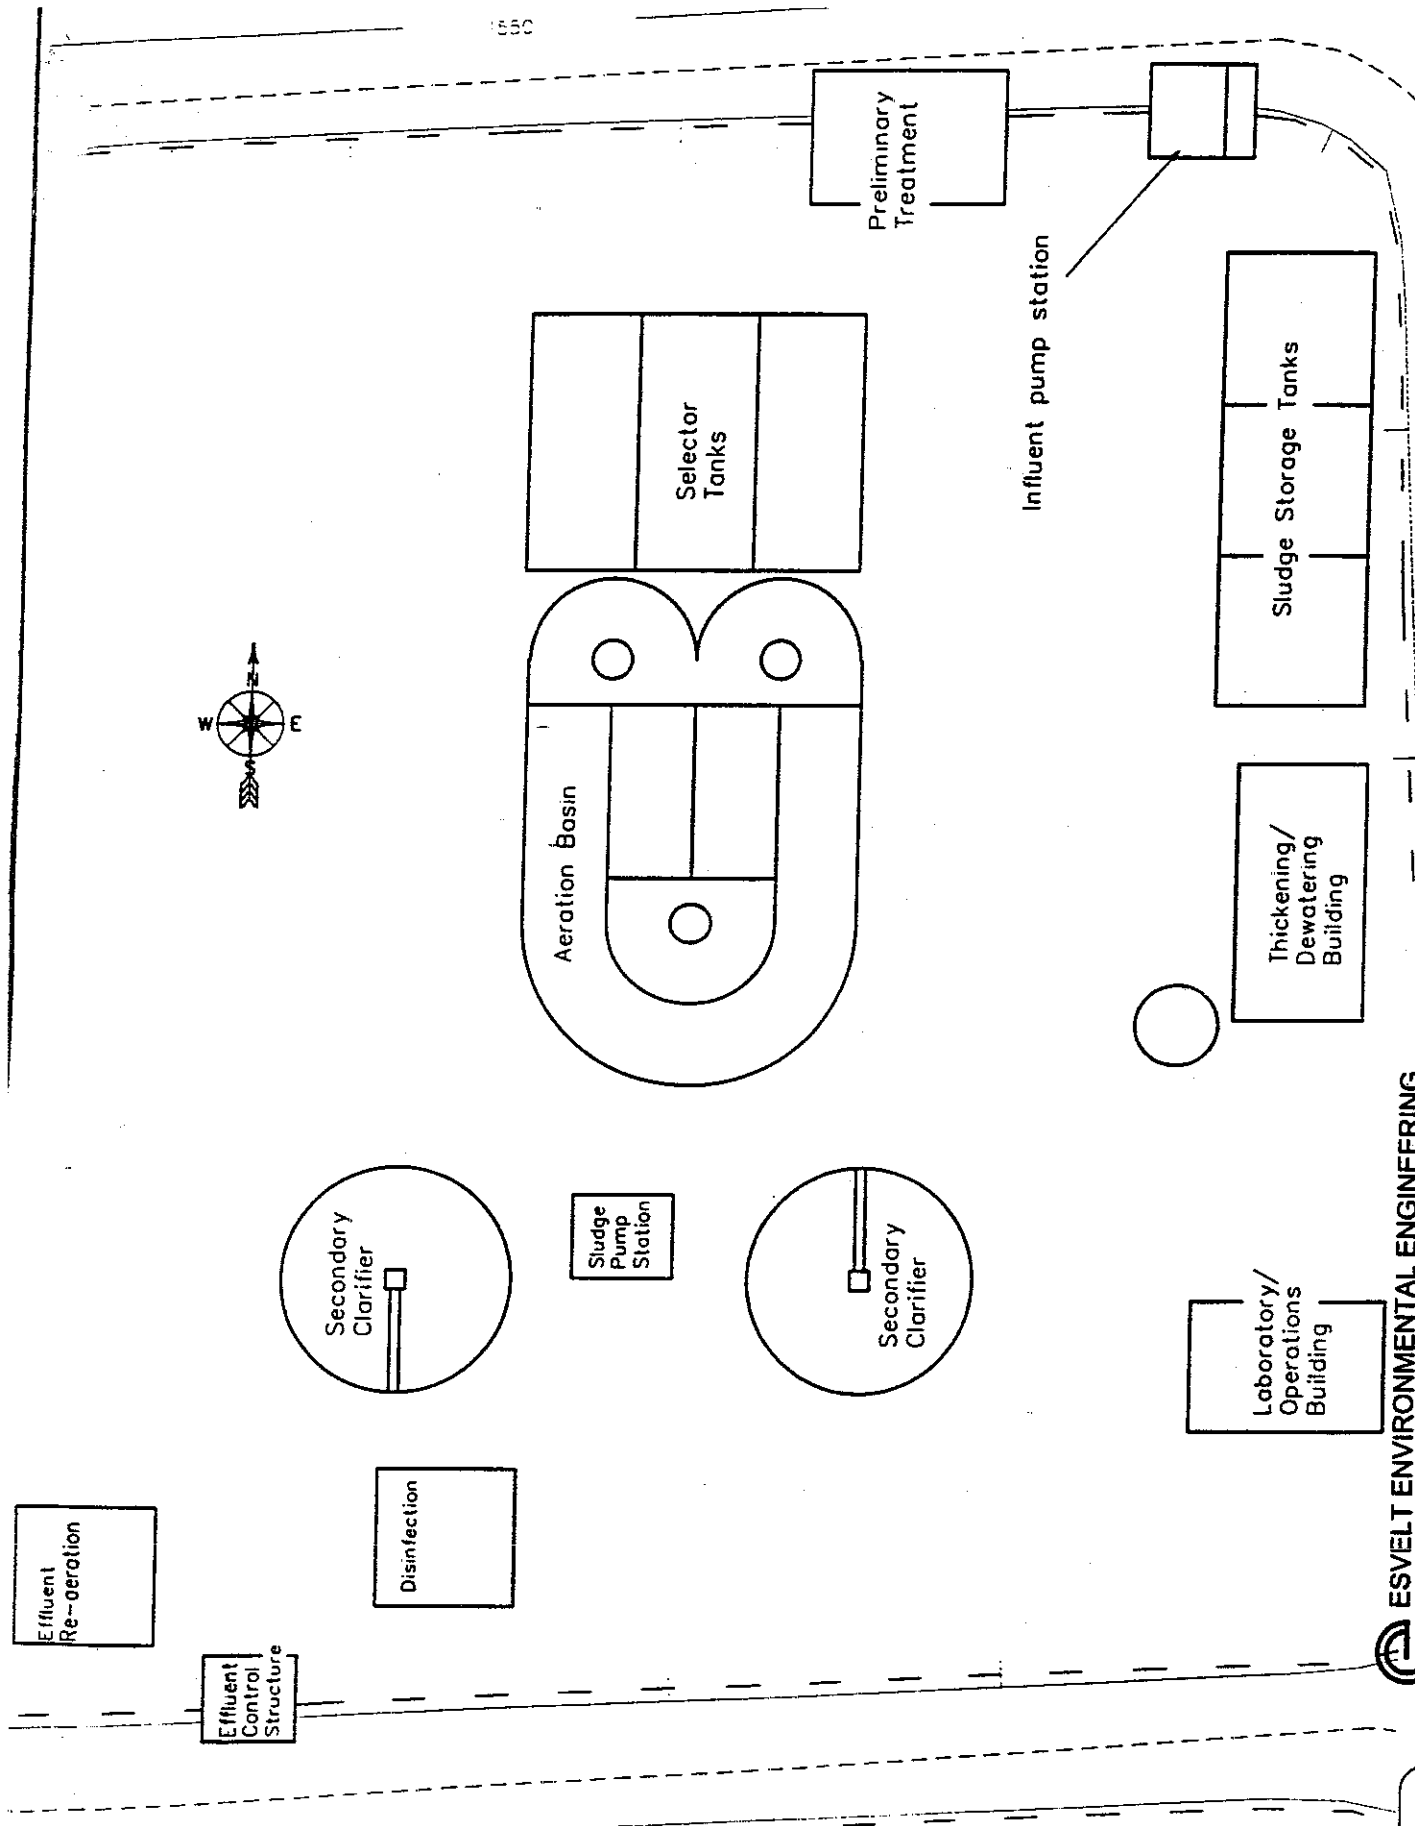 1550
Preliminary
Treatment
Influent pump station
Selector
Tanks
Sludge Storage Tanks
W
N
E
S
Aeration Basin
Thickening/
Dewatering
Building
Secondary
Clarifier
Sludge
Pump
Station
Secondary
Clarifier
Laboratory/
Operations
Building
Disinfection
Effluent
Re-aeration
Effluent
Control
Structure
ESVELT ENVIRONMENTAL ENGINEERING